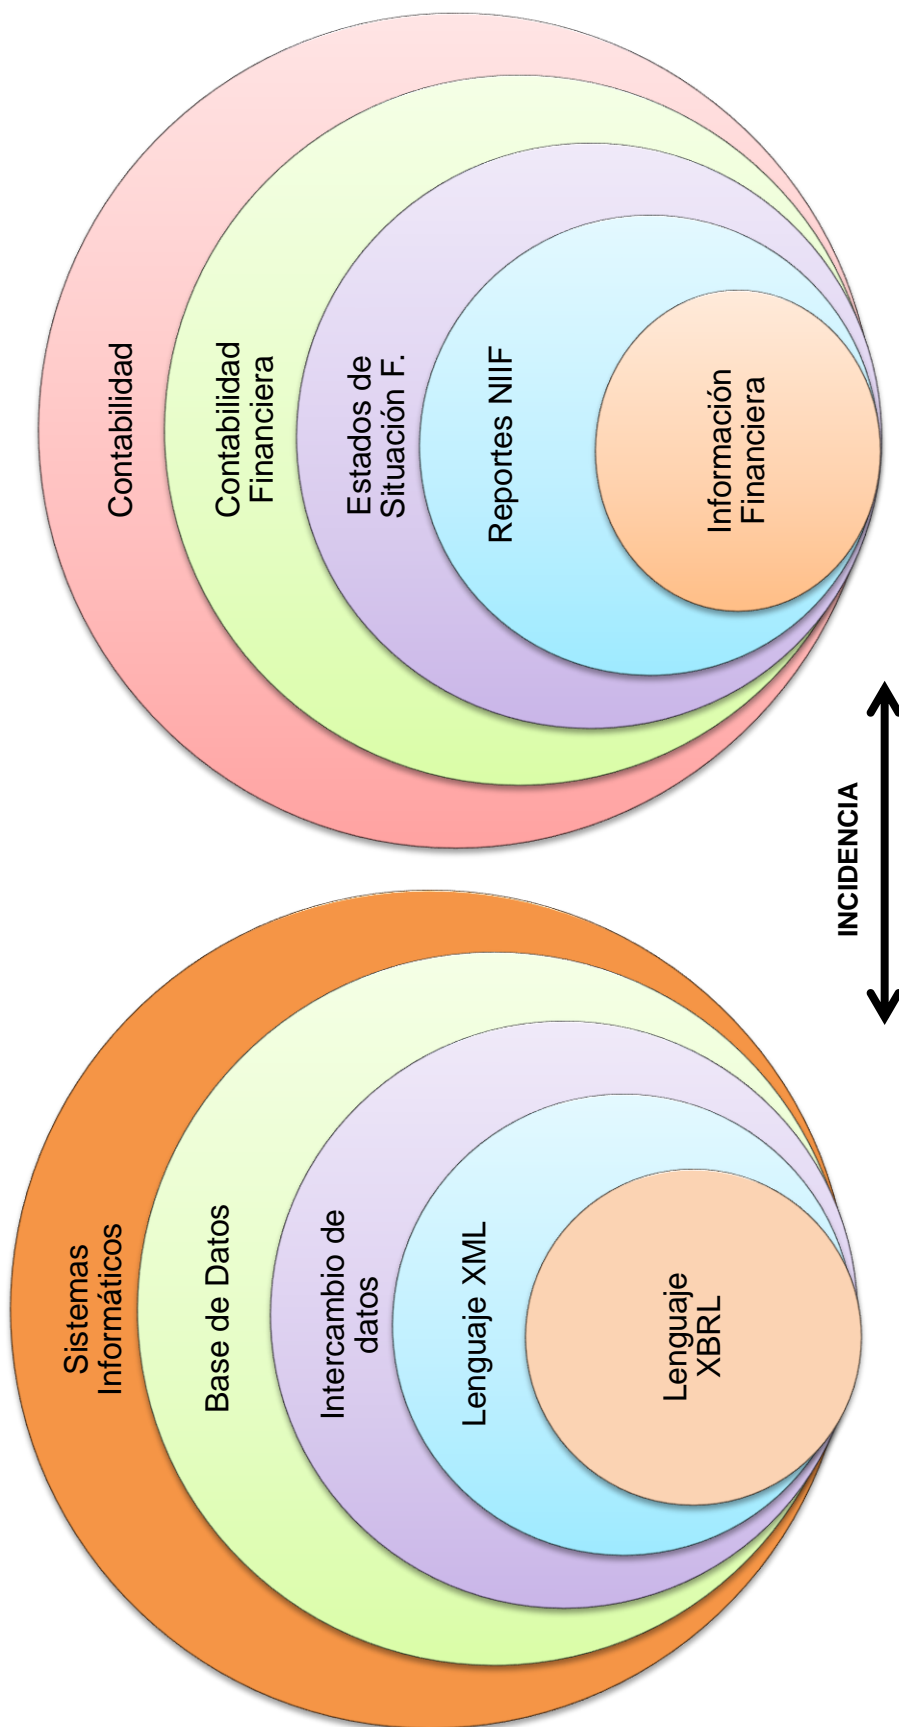 Sistemas
Informáticos
Base de Datos
Intercambio de
datos
Lenguaje XML
Lenguaje
XBRL
INCIDENCIA
Contabilidad
Contabilidad
Financiera
Estados de
Situación F.
Reportes NIIF
Información
Financiera